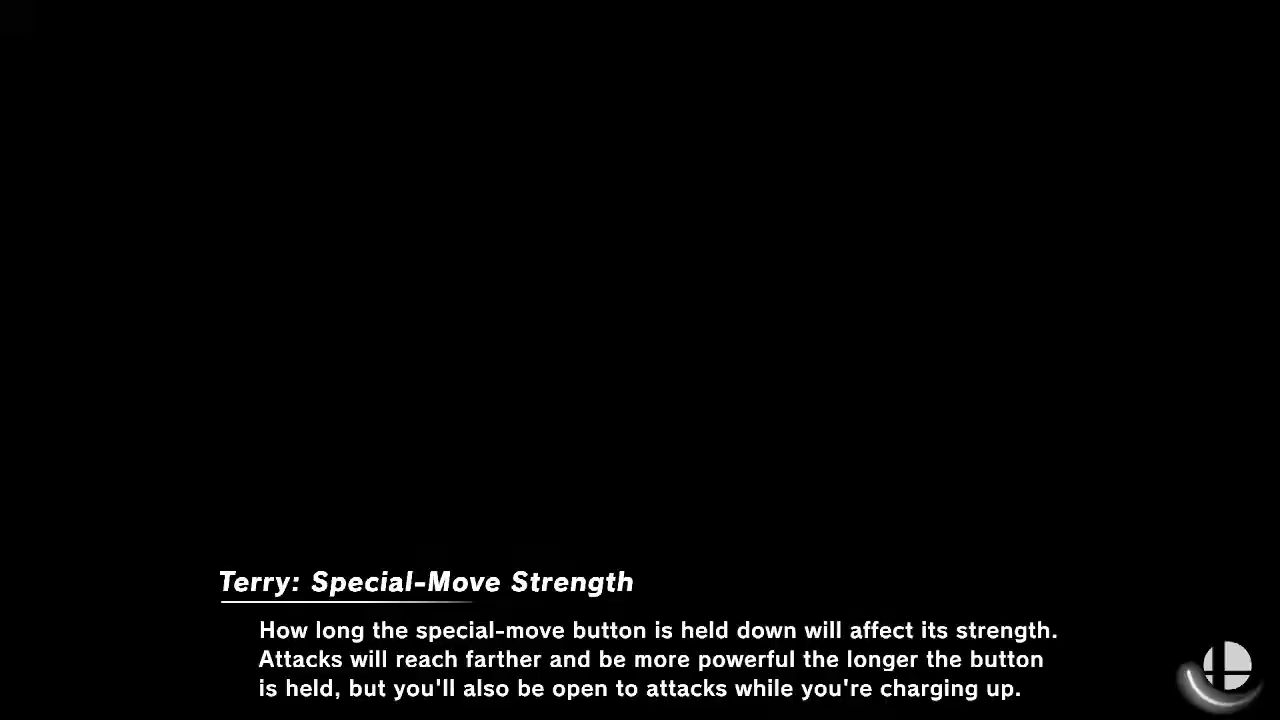 Terry: Special-Move Strength
How long the special-move button is held down will affect its strength.
Attacks will reach farther and be more powerful the longer the button
is held, but you'll also be open to attacks while you're charging up.